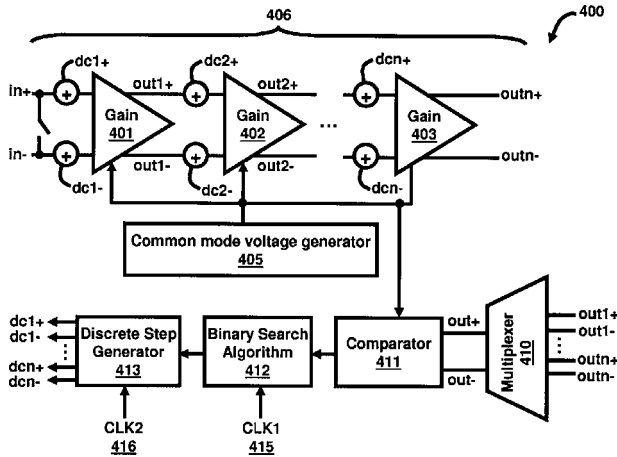 406
400
dc1+
dc2+
dcn+
in+
out1+
out2+
outn+
+
+
+
Gain
401
Gain
402
...
Gain
403
in-
+
+
+
out1-
out2-
outn-
dc1-
dc2-
dcn-
Common mode voltage generator
405
dc1+
dc1-
dcn+
dcn-
Discrete Step
Generator
413
Binary Search
Algorithm
412
Comparator
411
out+
out-
Multiplexer
410
out1+
out1-
outn+
outn-
CLK2
416
CLK1
415